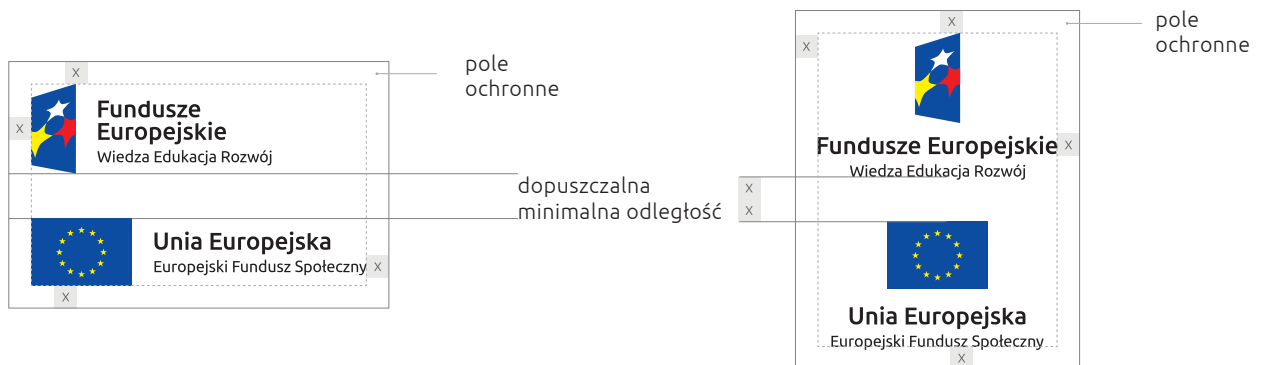 x
pole
ochronne
x
Fundusze
Europejskie
Wiedza Edukacja Rozwój
Unia Europejska
Europejski Fundusz Społeczny
x
x
dopuszczalna
minimalna odległość
x
x
x
pole
ochronne
x
Fundusze Europejskie
x
Wiedza Edukacja Rozwój
Unia Europejska
Europejski Fundusz Społeczny
x